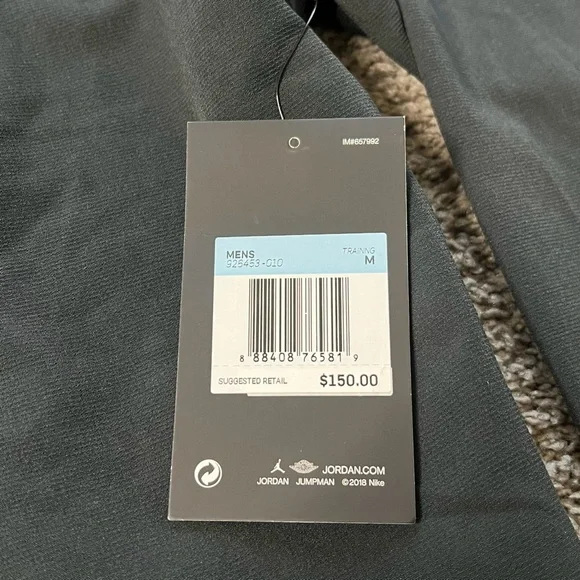 IM#657992
MENS TRAINING
925453-010 M
8 88408 76581 9
SUGGESTED RETAIL $150.00
JORDAN.COM
JORDAN JUMPMAN ©2018 Nike